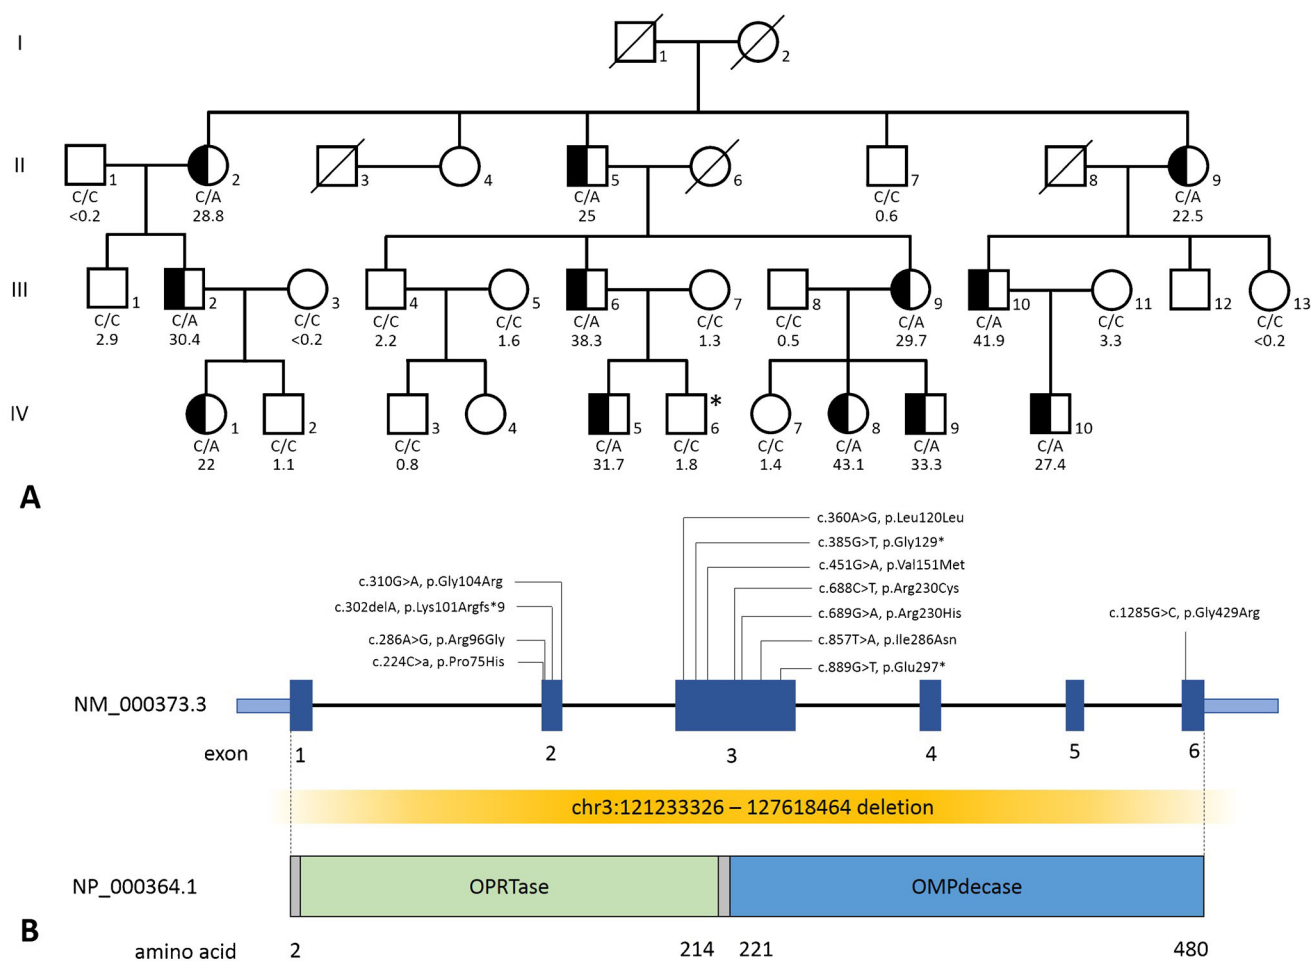 I
1
2
II
1
2
3
4
5
6
7
8
9
C/C
C/A
C/A
C/C
C/A
<0.2
28.8
25
0.6
22.5
III
1
2
3
4
5
6
7
8
9
10
11
12
13
C/C
C/A
C/C
C/C
C/C
C/A
C/C
C/C
C/A
C/A
C/C
C/C
2.9
30.4
<0.2
2.2
1.6
38.3
1.3
0.5
29.7
41.9
3.3
<0.2
IV
1
2
3
4
5
*
6
7
8
9
10
C/A
C/C
C/C
C/A
C/C
C/C
C/A
C/A
C/A
22
1.1
0.8
31.7
1.8
1.4
43.1
33.3
27.4
A
c.360A>G, p.Leu120Leu
c.385G>T, p.Gly129*
c.451G>A, p.Val151Met
c.310G>A, p.Gly104Arg
c.688C>T, p.Arg230Cys
c.302delA, p.Lys101Argfs*9
c.689G>A, p.Arg230His
c.1285G>C, p.Gly429Arg
c.286A>G, p.Arg96Gly
c.857T>A, p.Ile286Asn
c.224C>a, p.Pro75His
c.889G>T, p.Glu297*
NM_000373.3
exon
1
2
3
4
5
6
chr3:121233326 – 127618464 deletion
NP_000364.1
OPRTase
OMPdecase
B
amino acid
2
214
221
480